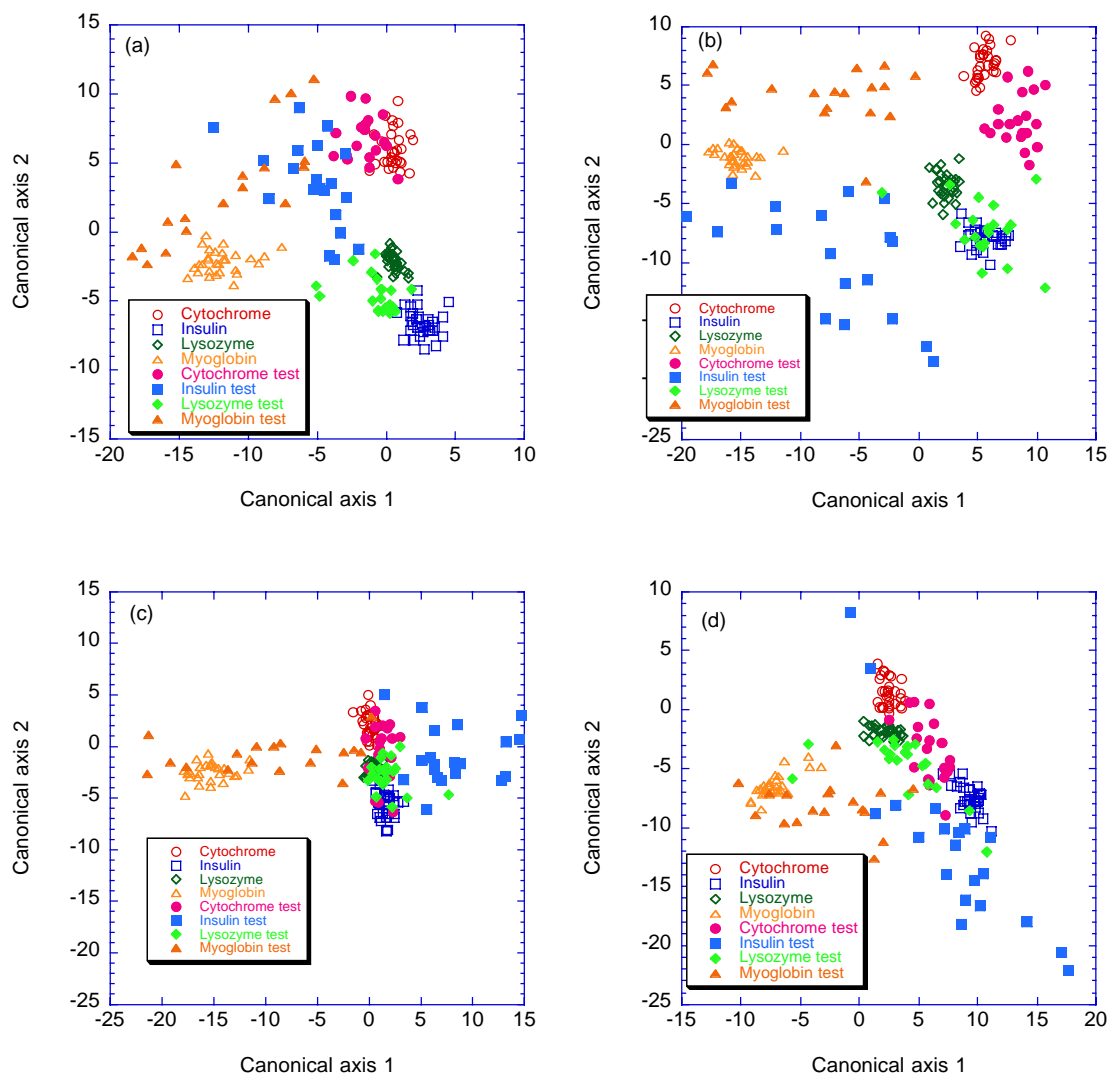 (a)
15
10
5
0
-5
-10
-15
Canonical axis 2
Cytochrome
Insulin
Lysozyme
Myoglobin
Cytochrome test
Insulin test
Lysozyme test
Myoglobin test
-20 -15 -10 -5 0 5 10
Canonical axis 1
(b)
10
5
0
-5
-10
-25
Canonical axis 2
Cytochrome
Insulin
Lysozyme
Myoglobin
Cytochrome test
Insulin test
Lysozyme test
Myoglobin test
-20 -15 -10 -5 0 5 10 15
Canonical axis 1
(c)
15
10
5
0
-5
-10
-15
-20
-25
Canonical axis 2
Cytochrome
Insulin
Lysozyme
Myoglobin
Cytochrome test
Insulin test
Lysozyme test
Myoglobin test
-25 -20 -15 -10 -5 0 5 10 15
Canonical axis 1
(d)
10
5
0
-5
-10
-15
-20
-25
Canonical axis 2
Cytochrome
Insulin
Lysozyme
Myoglobin
Cytochrome test
Insulin test
Lysozyme test
Myoglobin test
-15 -10 -5 0 5 10 15 20
Canonical axis 1